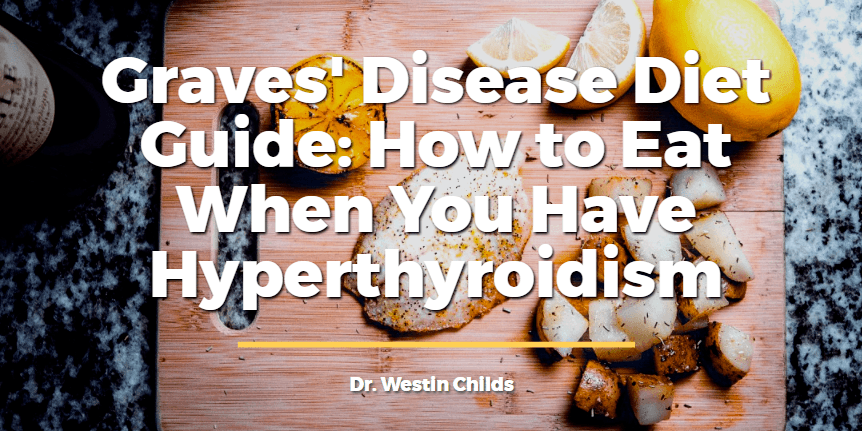 Graves' Disease Diet
Guide: How to Eat
When You Have
Hyperthyroidism
Dr. Westin Childs